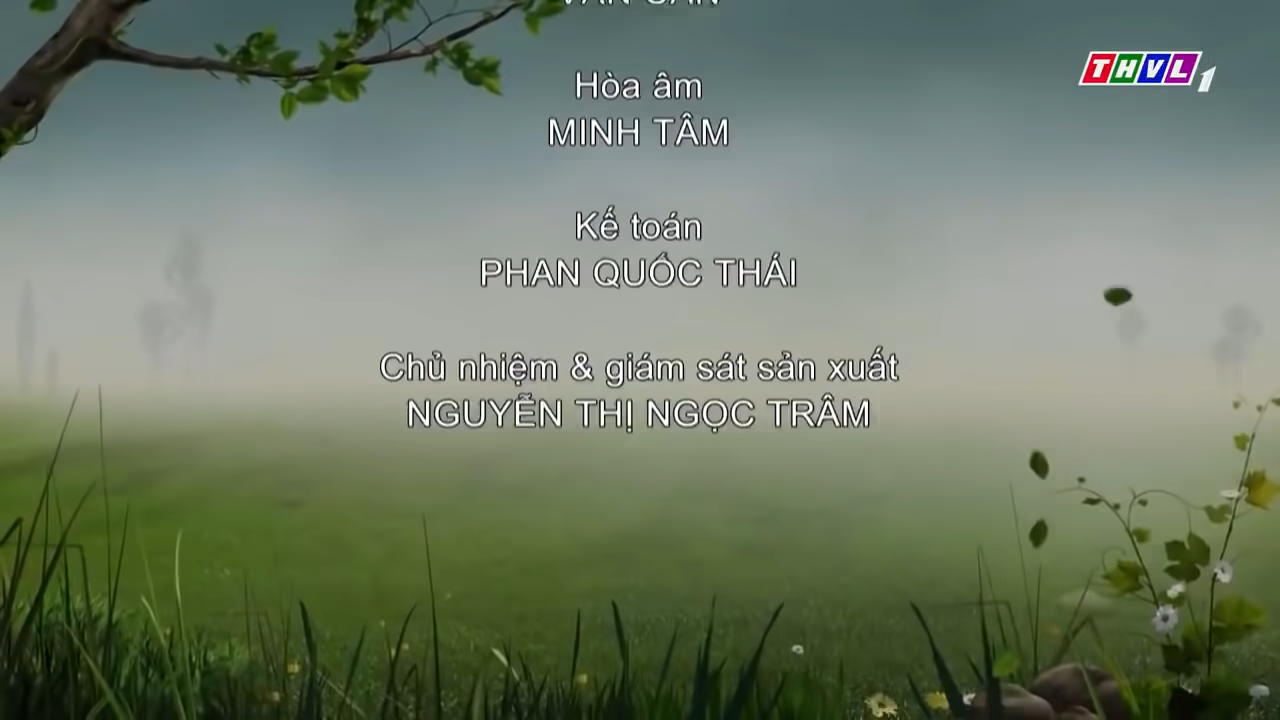 THVL1
Hòa âm
MINH TÂM
Kế toán
PHAN QUỐC THÁI
Chủ nhiệm & giám sát sản xuất
NGUYỄN THỊ NGỌC TRÂM